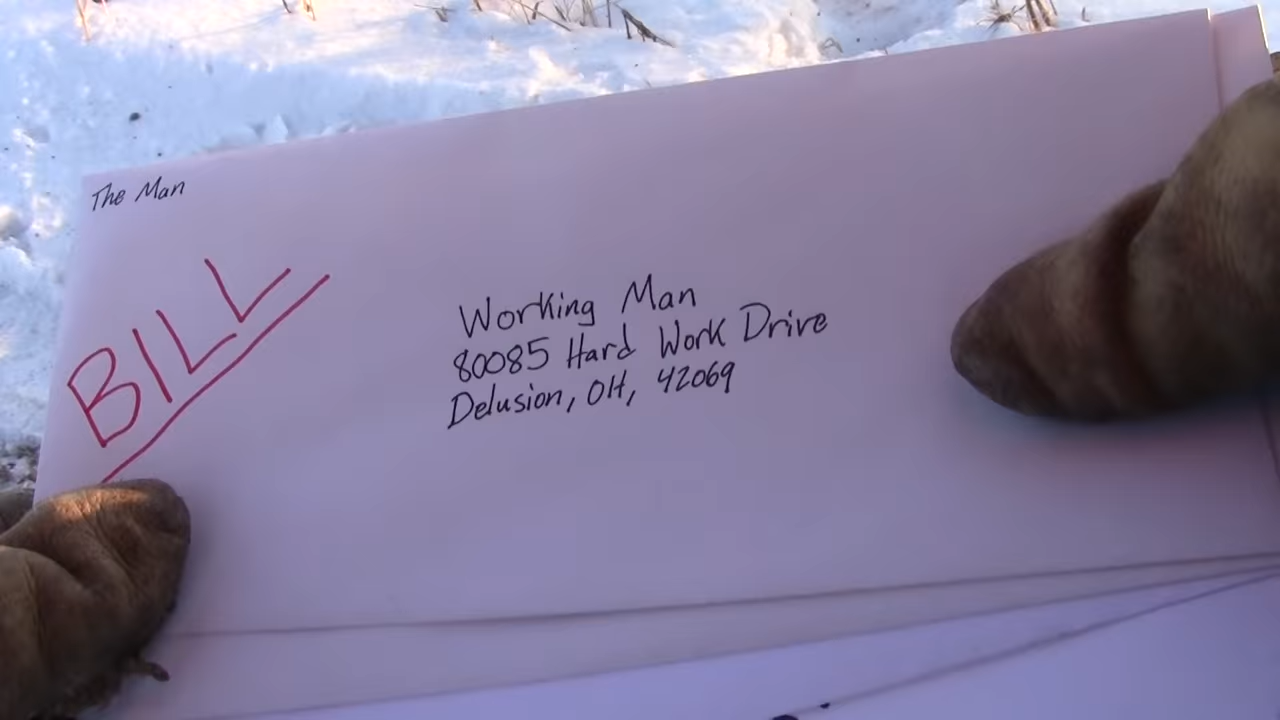 The Man
BILL
Working Man
80085 Hard Work Drive
Delusion, OH, 42069